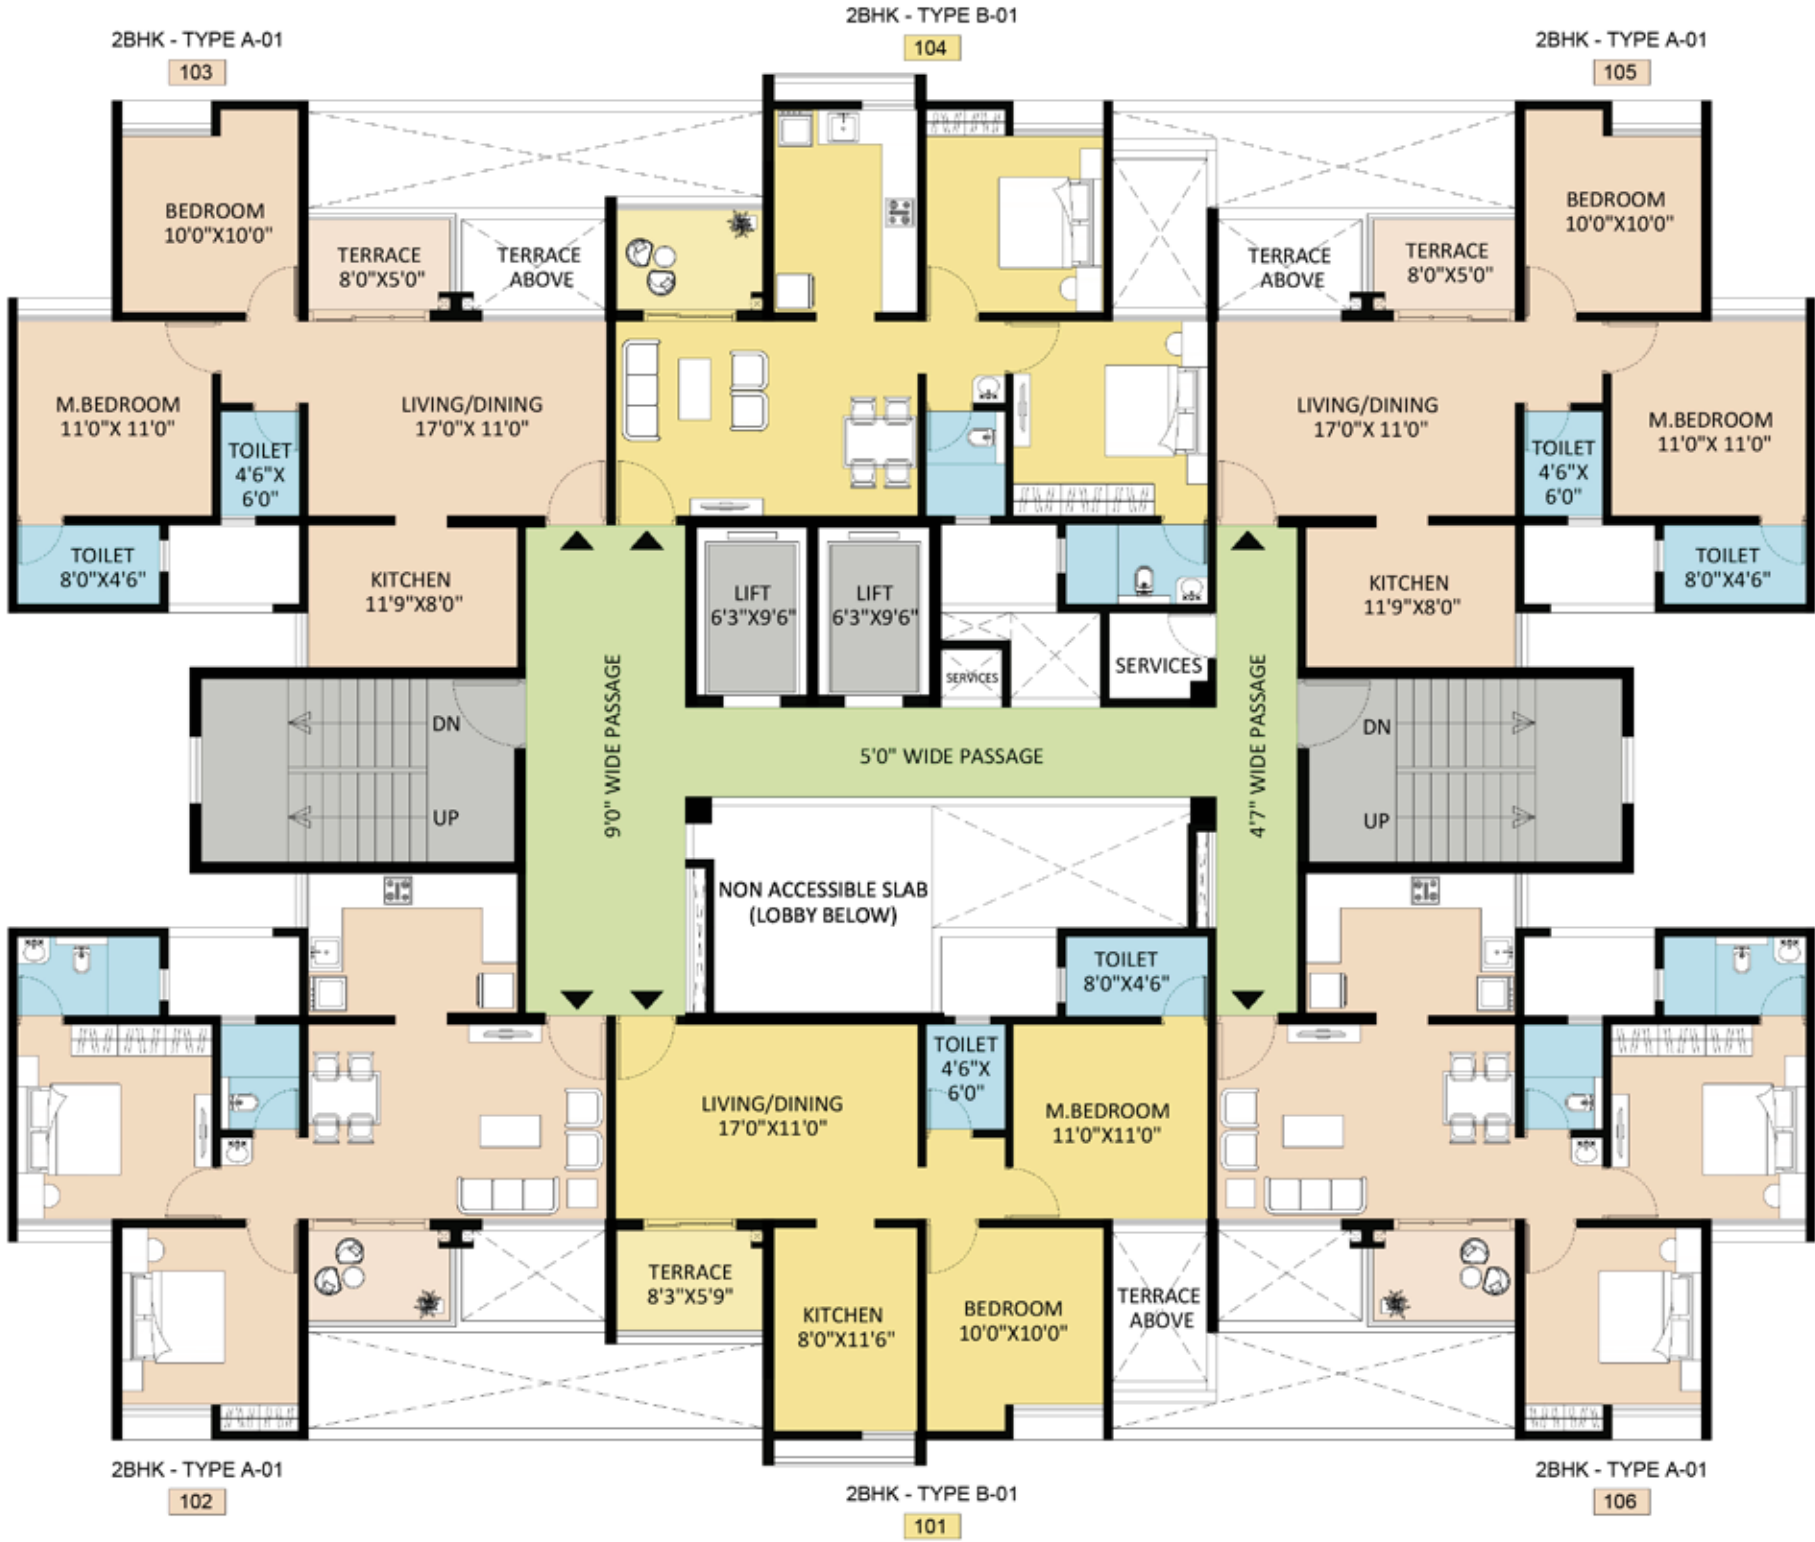 2BHK - TYPE B-01
104
2BHK - TYPE A-01
103
2BHK - TYPE A-01
105
BEDROOM
10'0"X10'0"
TERRACE
8'0"X5'0"
TERRACE
ABOVE
TERRACE
ABOVE
TERRACE
8'0"X5'0"
BEDROOM
10'0"X10'0"
M.BEDROOM
11'0"X 11'0"
TOILET
4'6"X
6'0"
LIVING/DINING
17'0"X 11'0"
LIVING/DINING
17'0"X 11'0"
TOILET
4'6"X
6'0"
M.BEDROOM
11'0"X 11'0"
TOILET
8'0"X4'6"
KITCHEN
11'9"X8'0"
LIFT
6'3"X9'6"
LIFT
6'3"X9'6"
KITCHEN
11'9"X8'0"
TOILET
8'0"X4'6"
SERVICES
SERVICES
DN
UP
9'0" WIDE PASSAGE
5'0" WIDE PASSAGE
4'7" WIDE PASSAGE
DN
UP
NON ACCESSIBLE SLAB
(LOBBY BELOW)
TOILET
8'0"X4'6"
TOILET
4'6"X
6'0"
LIVING/DINING
17'0"X11'0"
M.BEDROOM
11'0"X11'0"
TERRACE
8'3"X5'9"
KITCHEN
8'0"X11'6"
BEDROOM
10'0"X10'0"
TERRACE
ABOVE
2BHK - TYPE A-01
102
2BHK - TYPE B-01
101
2BHK - TYPE A-01
106